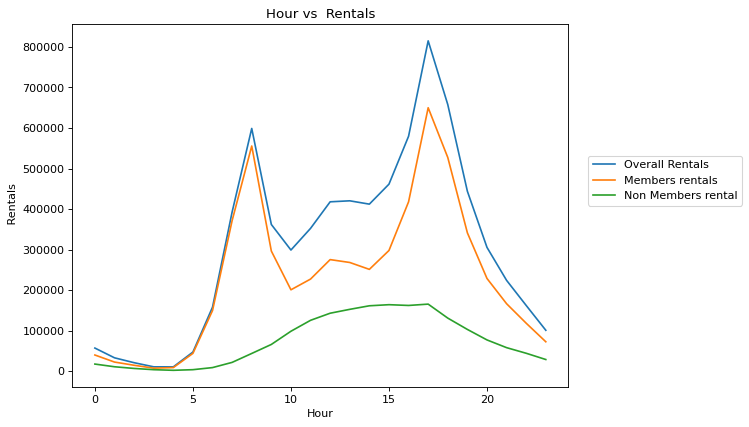 Hour vs  Rentals
800000
700000
600000
500000
400000
300000
200000
100000
0
Rentals
0 5 10 15 20
Hour
Overall Rentals
Members rentals
Non Members rental